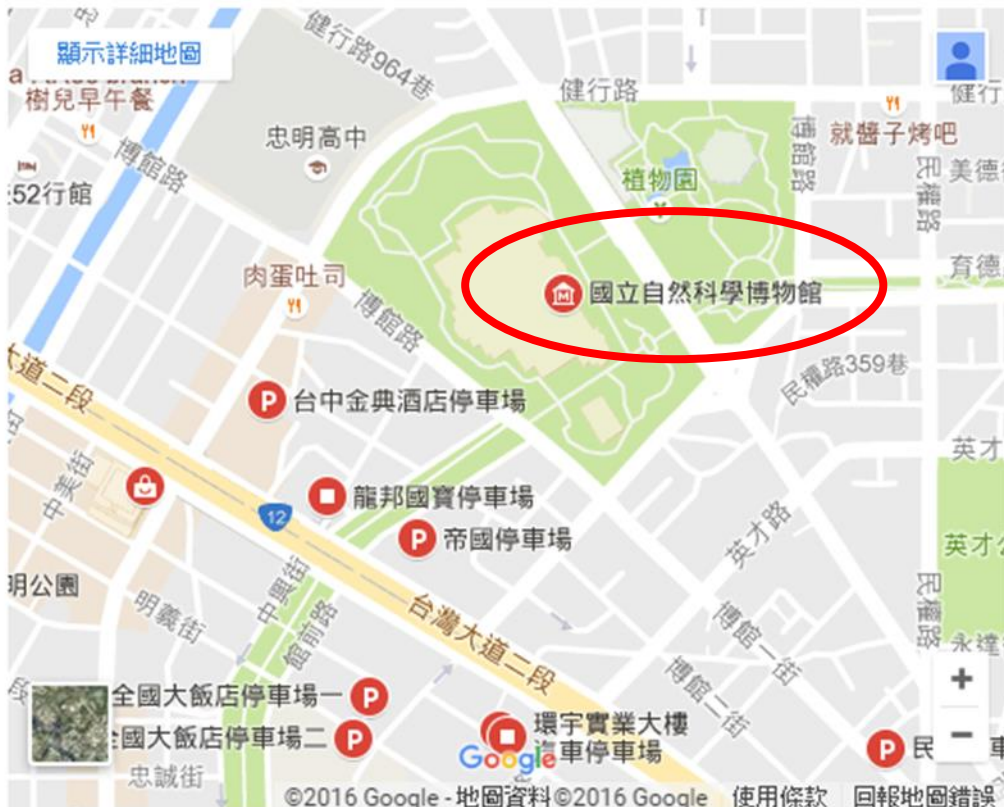 顯示詳細地圖
健行路964巷
樹兒早午餐
忠明高中
健行路
健行
博館路
就醬子烤吧
52行館
博館路
植物園
民權路
美德
肉蛋吐司
國立自然科學博物館
育德
博館路
民權路359巷
大道二段
台中金典酒店停車場
中美街
英才
12
龍邦國寶停車場
帝國停車場
英才路
英才
明公園
明義街
中興街
館前路
台灣大道二段
博館一街
民權路
永達
全國大飯店停車場一
博館二街
全國大飯店停車場二
環宇實業大樓
汽車停車場
民
車
忠誠街
Google
©2016 Google - 地圖資料©2016 Google 使用條款 回報地圖錯誤